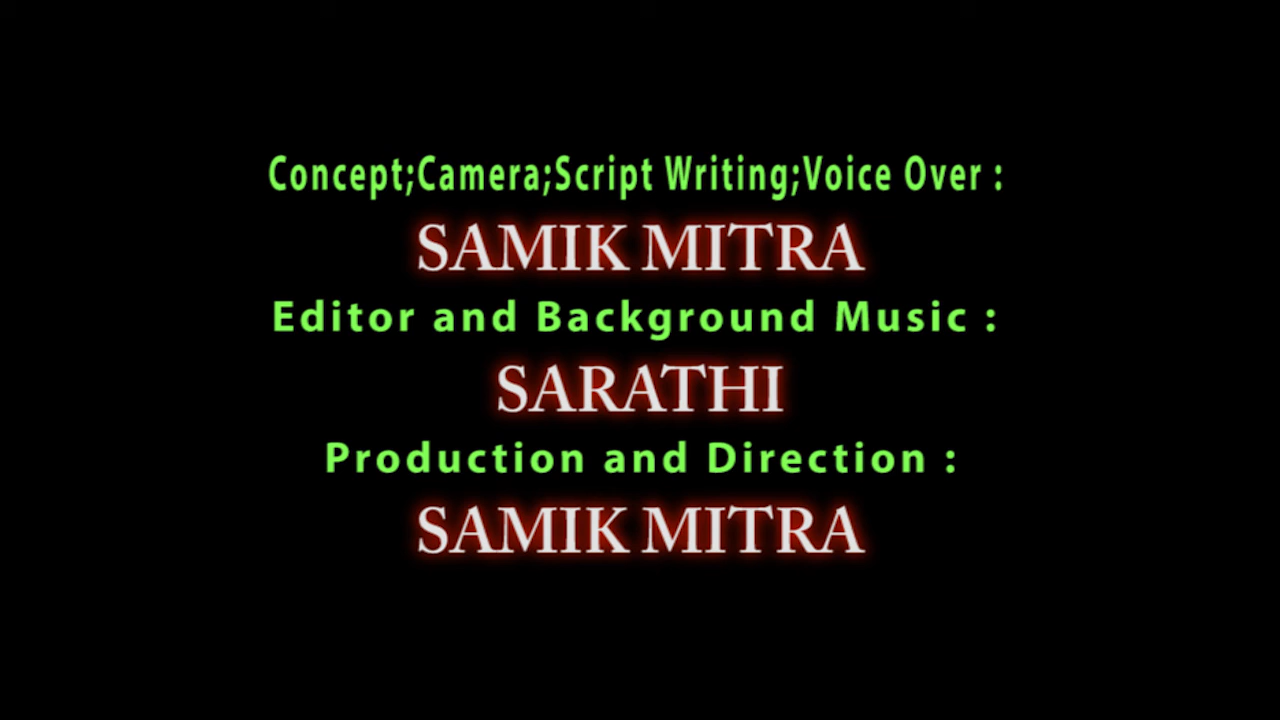 Concept;Camera;Script Writing;Voice Over :
SAMIK MITRA
Editor and Background Music :
SARATHI
Production and Direction :
SAMIK MITRA